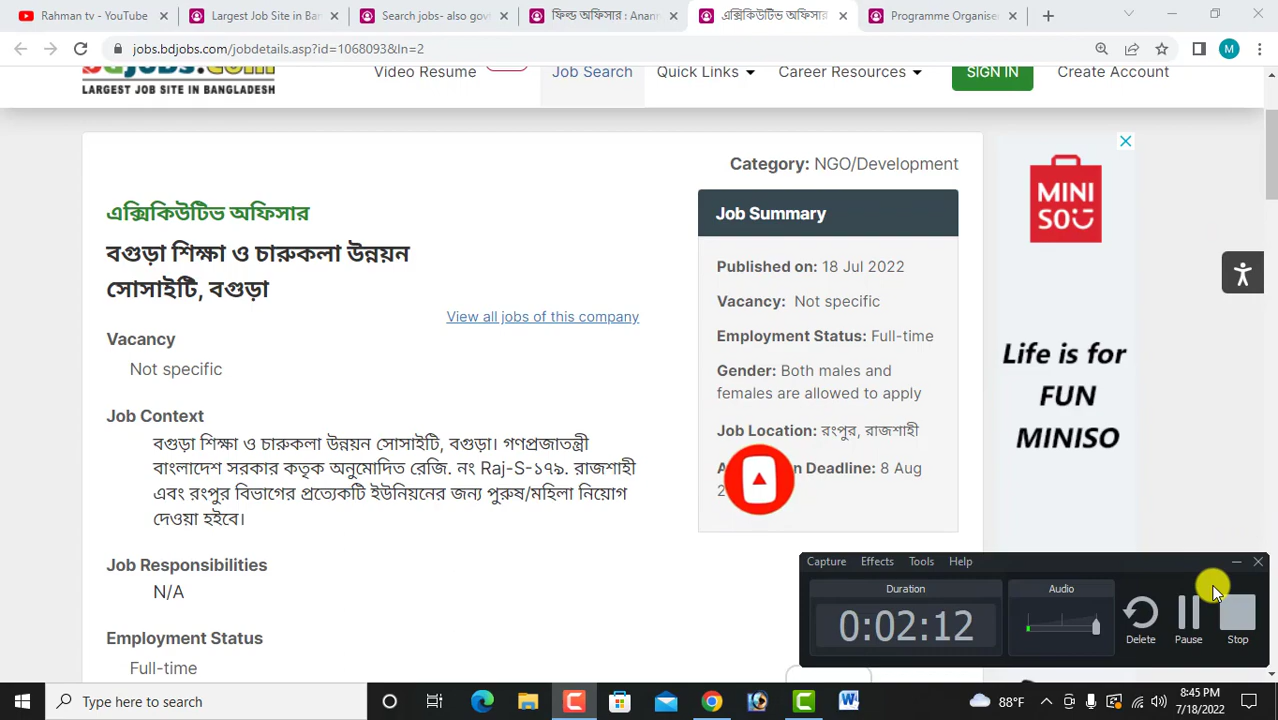 Rahman tv - YouTube
Largest Job Site in Ban
Search jobs- also govt
ফিল্ড অফিসার : Anann
এক্সিকিউটিভ অফিসার
Programme Organiser
jobs.bdjobs.com/jobdetails.asp?id=1068093&ln=2
M
bdjobs.com
LARGEST JOB SITE IN BANGLADESH
Video Resume
Job Search
Quick Links
Career Resources
SIGN IN
Create Account
Category: NGO/Development
এক্সিকিউটিভ অফিসার
বগুড়া শিক্ষা ও চারুকলা উন্নয়ন
সোসাইটি, বগুড়া
View all jobs of this company
Vacancy
Not specific
Job Context
বগুড়া শিক্ষা ও চারুকলা উন্নয়ন সোসাইটি, বগুড়া। গণপ্রজাতন্ত্রী
বাংলাদেশ সরকার কতৃক অনুমোদিত রেজি. নং Raj-S-১৭৯. রাজশাহী
এবং রংপুর বিভাগের প্রত্যেকটি ইউনিয়নের জন্য পুরুষ/মহিলা নিয়োগ
দেওয়া হইবে।
Job Responsibilities
N/A
Employment Status
Full-time
Job Summary
Published on: 18 Jul 2022
Vacancy: Not specific
Employment Status: Full-time
Gender: Both males and
females are allowed to apply
Job Location: রংপুর, রাজশাহী
Deadline: 8 Aug
MINI
SO
Life is for
FUN
MINISO
Capture Effects Tools Help
Duration
Audio
0:02:12
Delete
Pause
Stop
Type here to search
88°F
8:45 PM
7/18/2022